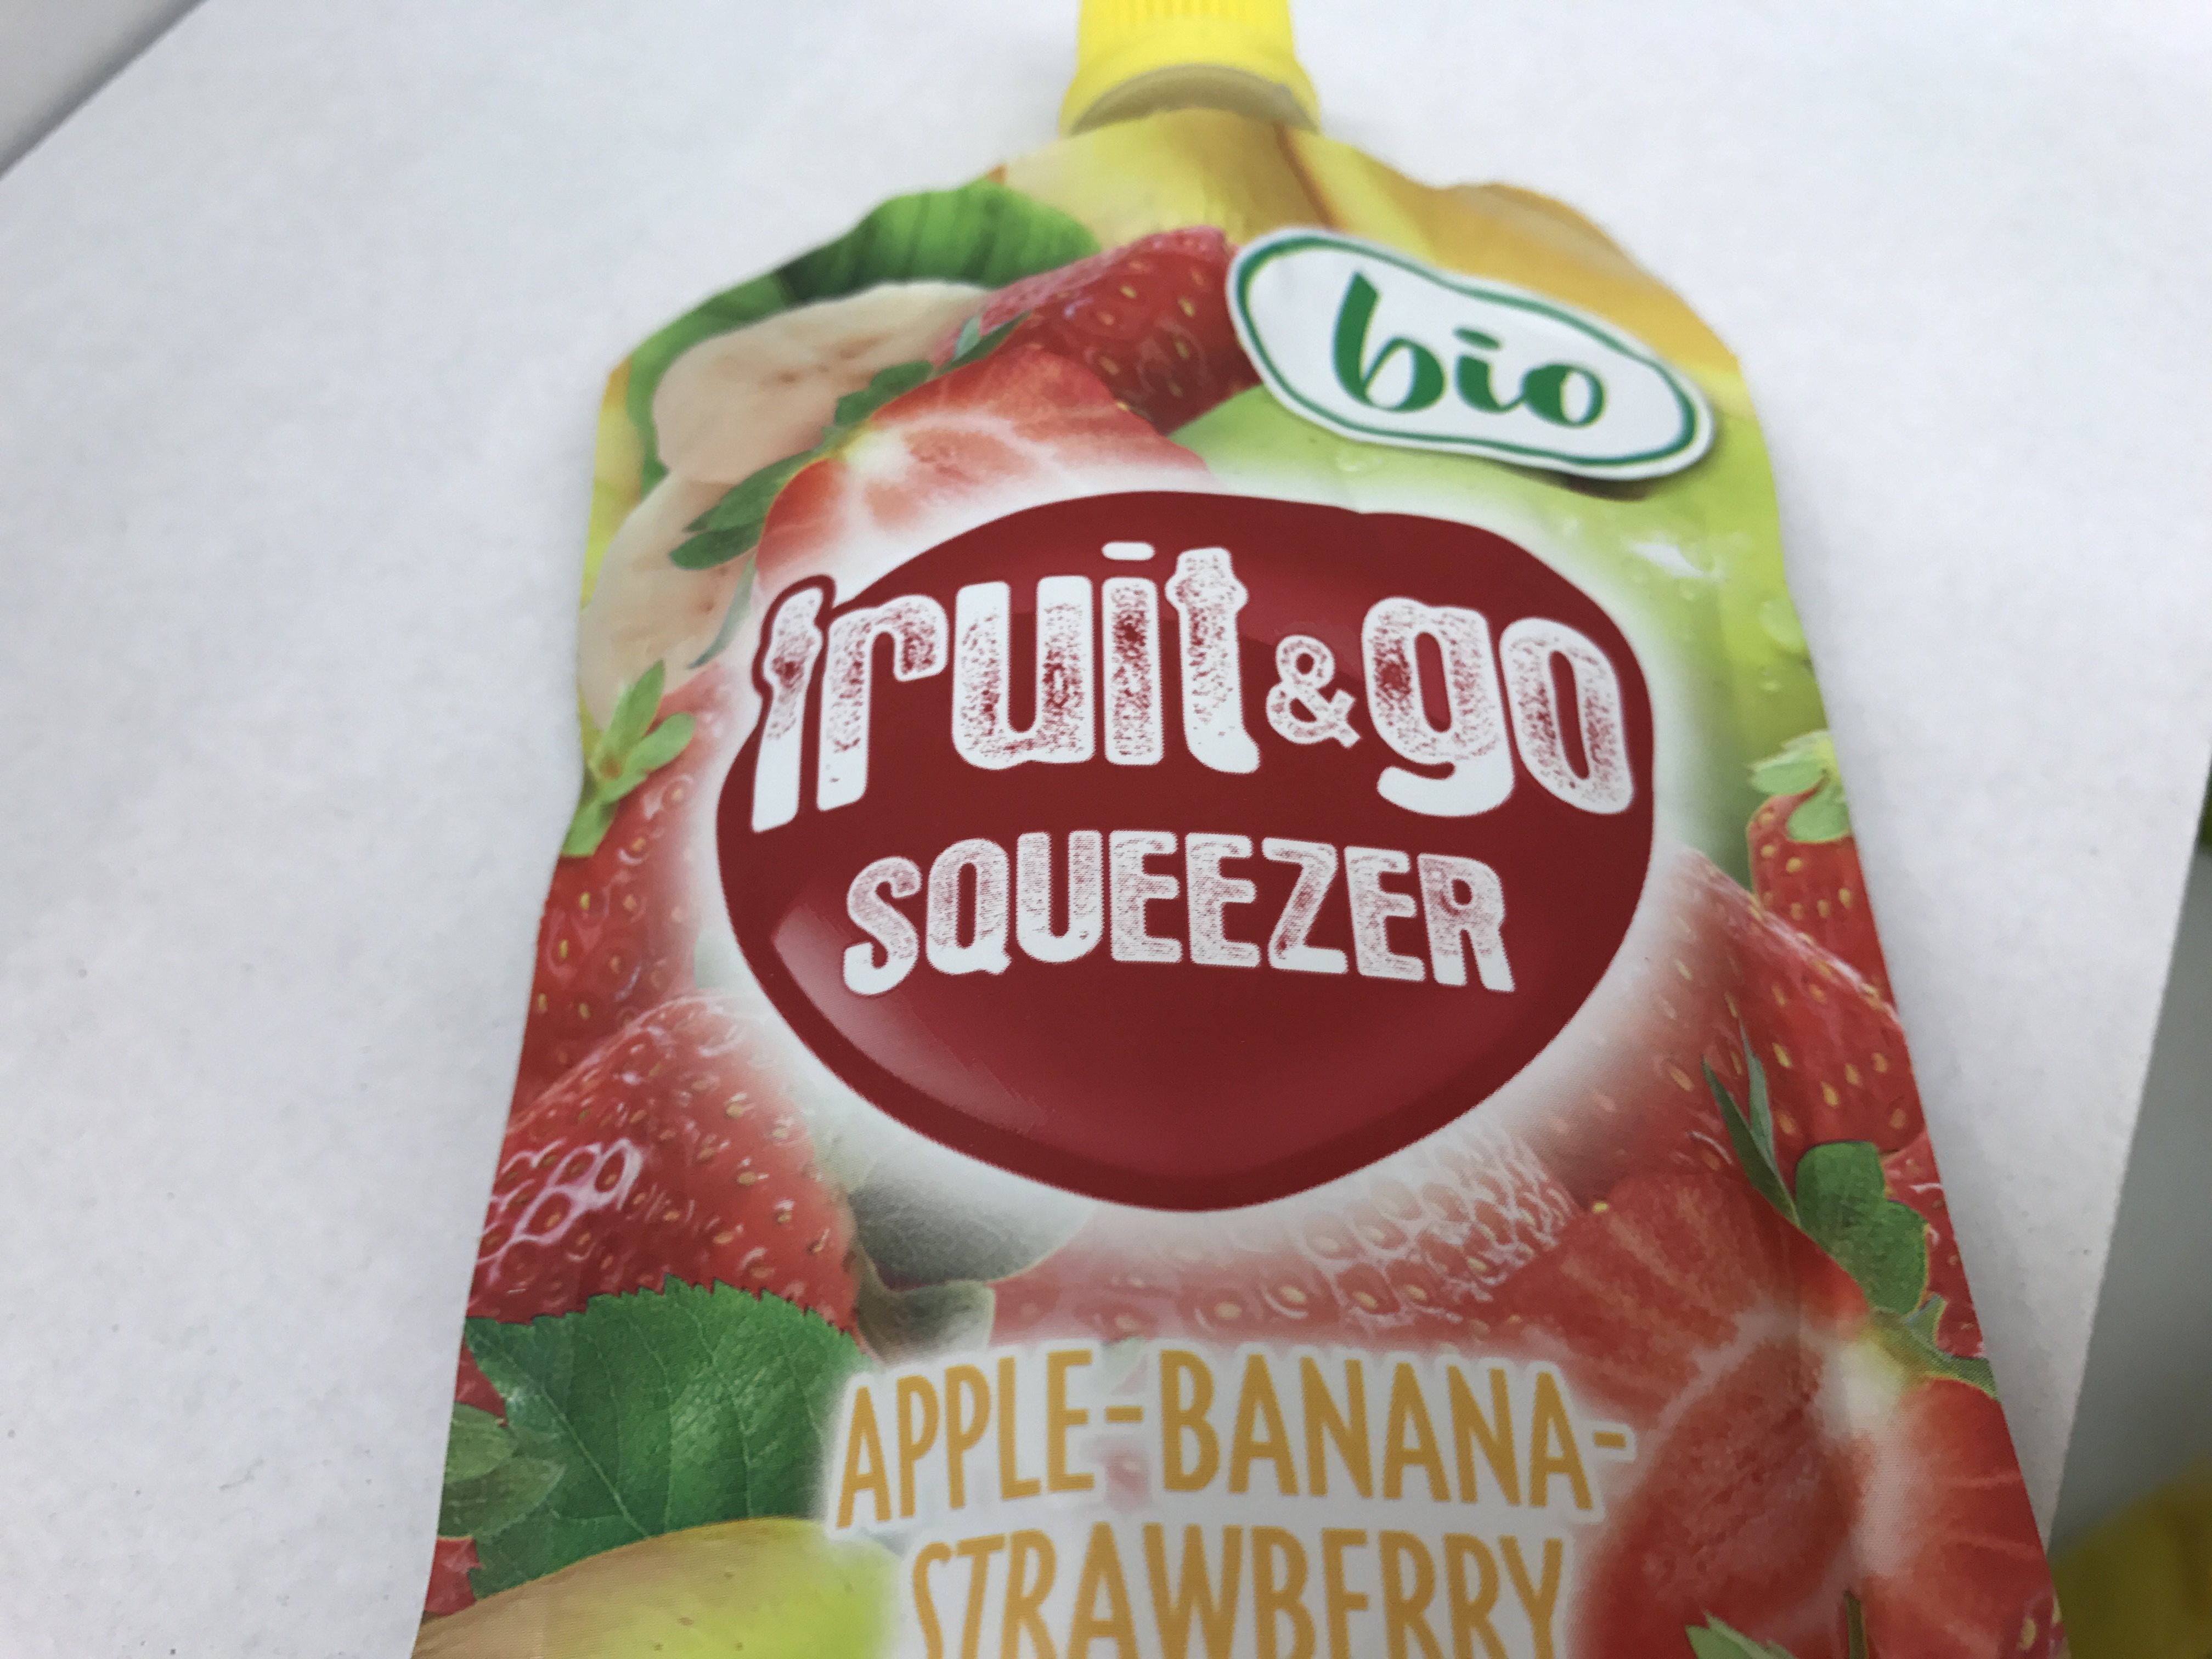 bio
fruit&go
SQUEEZER
APPLE-BANANA-
STRAWBERRY